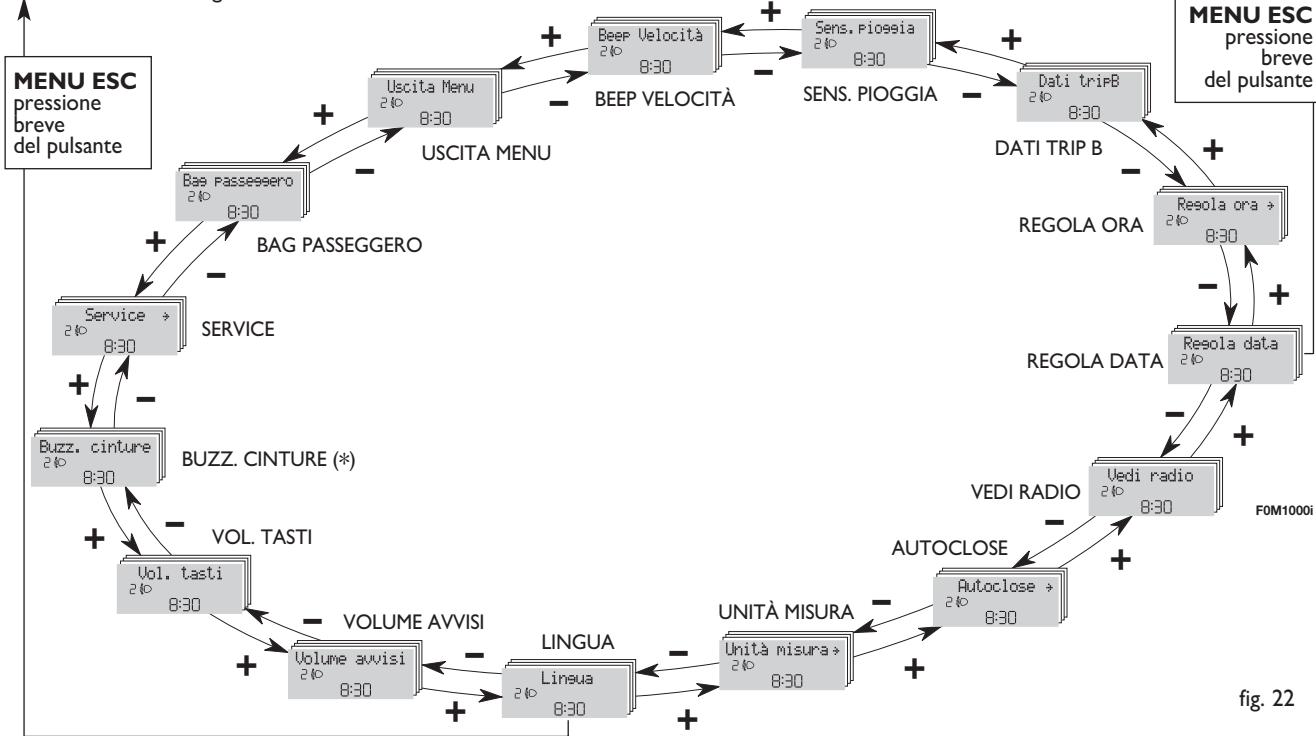 MENU ESC
pressione
breve
del pulsante
MENU ESC
pressione
breve
del pulsante
Beep Velocità
8:30
BEEP VELOCITÀ
Sens. pioggia
8:30
SENS. PIOGGIA
Dati tripB
8:30
DATI TRIP B
Regola ora →
8:30
REGOLA ORA
Regola data
8:30
REGOLA DATA
Vedi radio
8:30
VEDI RADIO
Autoclose →
8:30
AUTOCLOSE
Unità misura →
8:30
UNITÀ MISURA
Lingua
8:30
LINGUA
Volume avvisi
8:30
VOLUME AVVISI
Vol. tasti
8:30
VOL. TASTI
Buzz. cinture
8:30
BUZZ. CINTURE (*)
Service →
8:30
SERVICE
Bag passeggero
8:30
BAG PASSEGGERO
Uscita Menu
8:30
USCITA MENU
F0M1000i
fig. 22